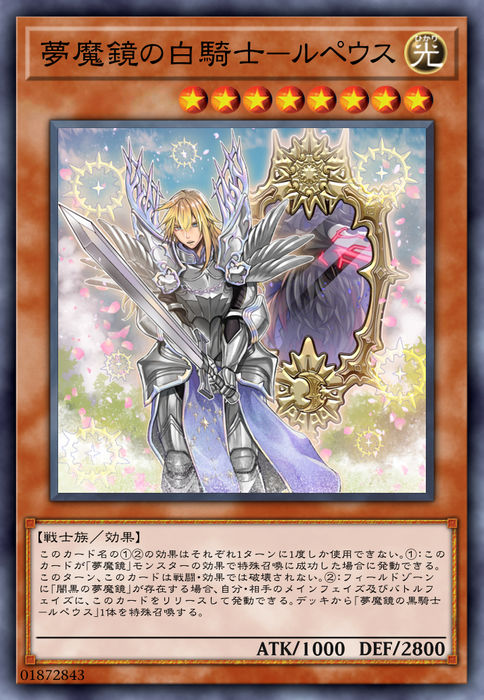 夢魔鏡の白騎士－ルペウス
ひかり
光
【戦士族／効果】
このカード名の①②の効果はそれぞれ1ターンに1度しか使用できない。①：この
カードが「夢魔鏡」モンスターの効果で特殊召喚に成功した場合に発動できる。
このターン、このカードは戦闘・効果では破壊されない。②：フィールドゾーン
に「闇黒の夢魔鏡」が存在する場合、自分・相手のメインフェイズ及びバトルフ
ェイズに、このカードをリリースして発動できる。デッキから「夢魔鏡の黒騎士
－ルペウス」1体を特殊召喚する。
ATK/1000 DEF/2800
01872843